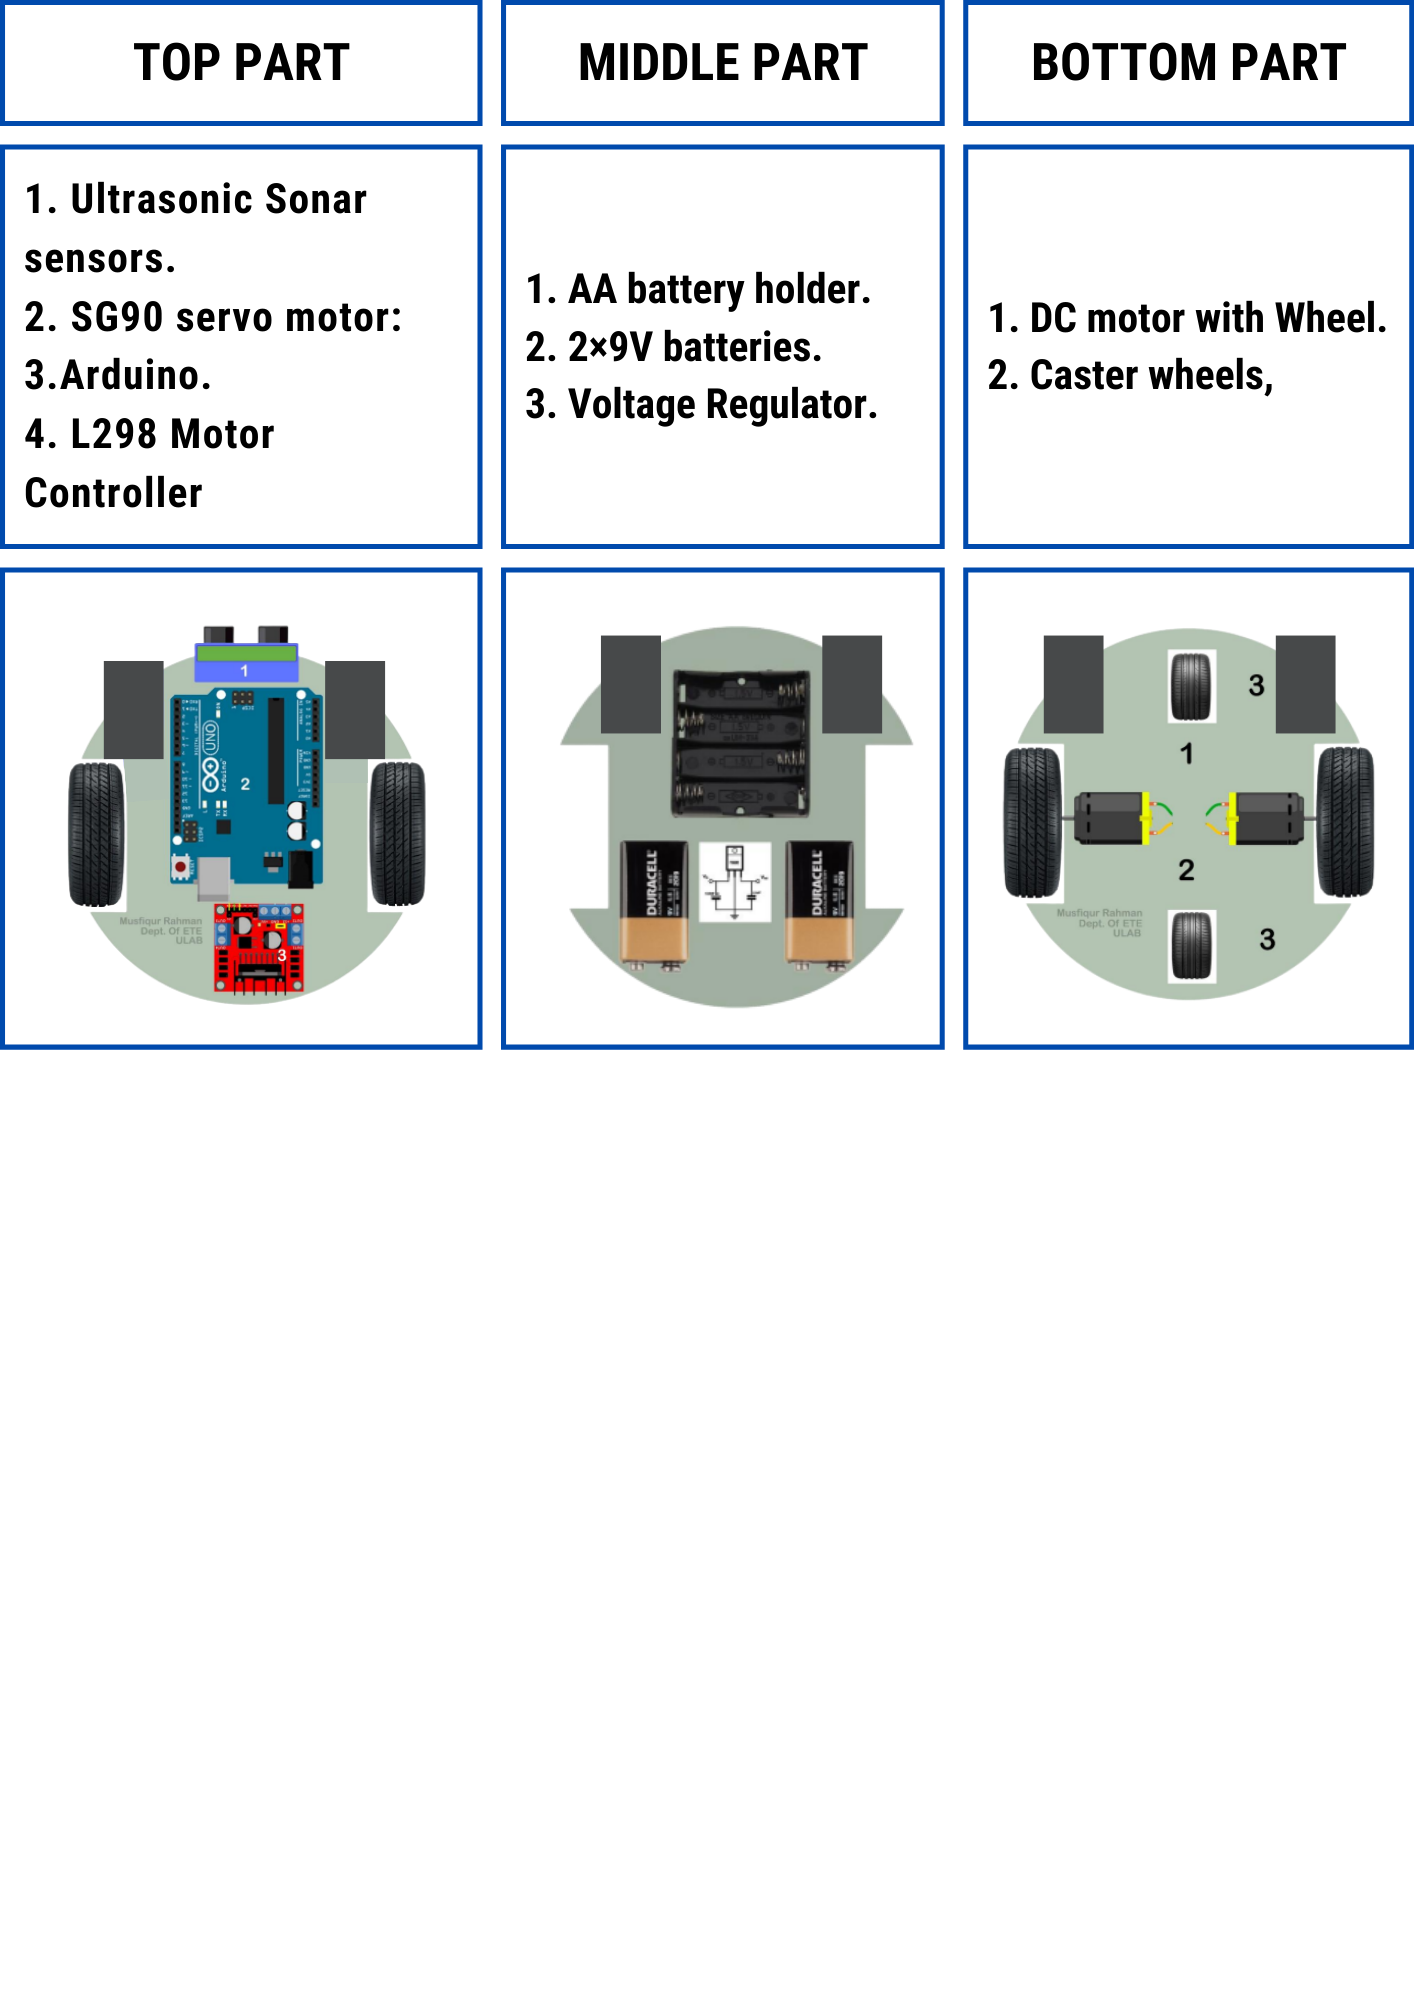 TOP PART
MIDDLE PART
BOTTOM PART
1. Ultrasonic Sonar
sensors.
2. SG90 servo motor:
3.Arduino.
4. L298 Motor
Controller
1. AA battery holder.
2. 2×9V batteries.
3. Voltage Regulator.
1. DC motor with Wheel.
2. Caster wheels,
1
UNO
Arduino
2
3
Musfiqur Rahman
Dept. Of ETE
ULAB
DURACELL
DURACELL
3
1
2
3
Musfiqur Rahman
Dept. Of ETE
ULAB